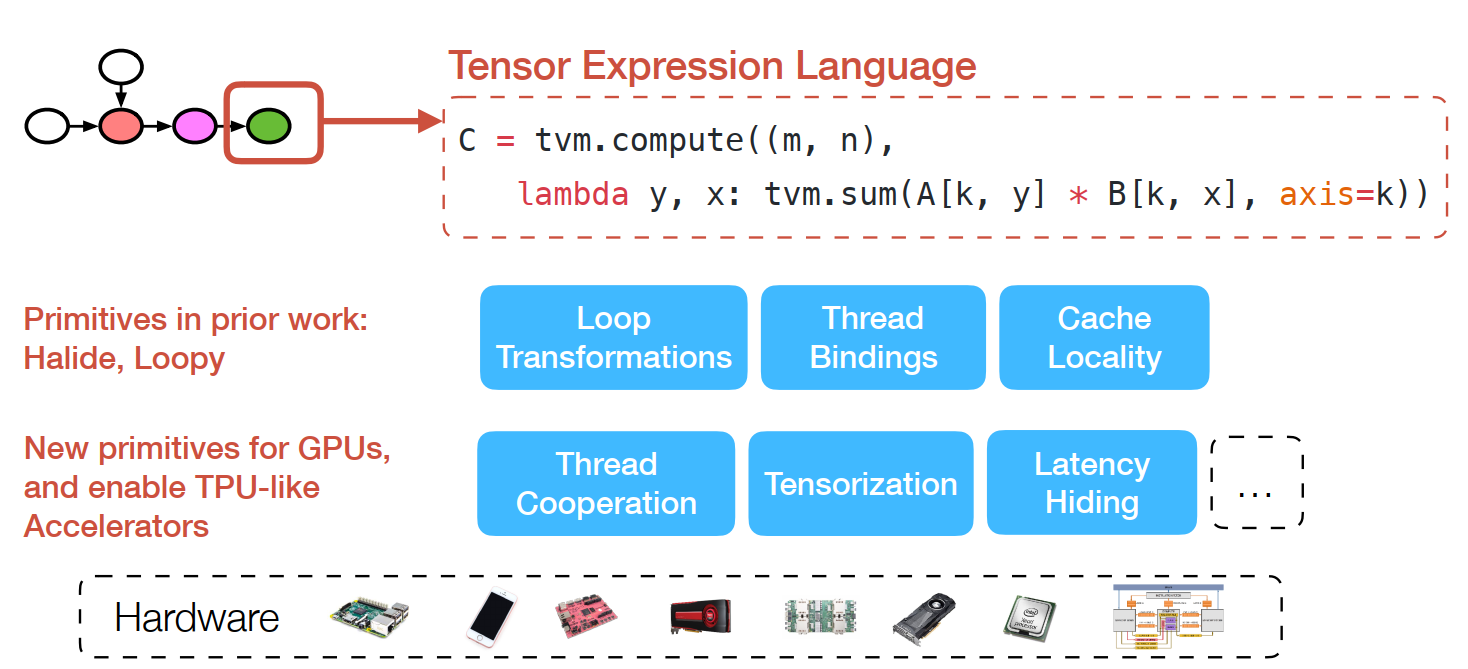 Tensor Expression Language
C = tvm.compute((m, n),
lambda y, x: tvm.sum(A[k, y] * B[k, x], axis=k))
Primitives in prior work:
Halide, Loopy
Loop
Transformations
Thread
Bindings
Cache
Locality
New primitives for GPUs,
and enable TPU-like
Accelerators
Thread
Cooperation
Tensorization
Latency
Hiding
...
Hardware